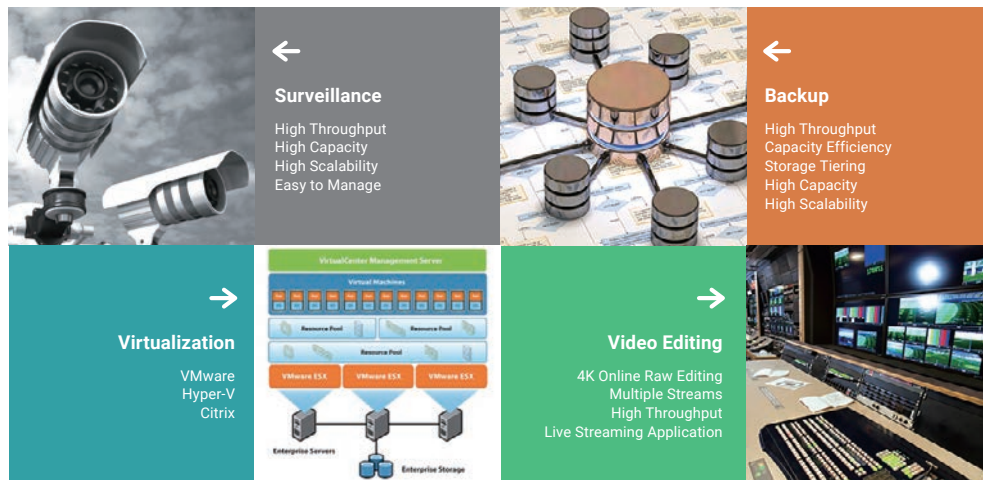 Surveillance
High Throughput
High Capacity
High Scalability
Easy to Manage
Backup
High Throughput
Capacity Efficiency
Storage Tiering
High Capacity
High Scalability
Virtualization
VMware
Hyper-V
Citrix
VirtualCenter Management Server
Virtual Machines
Resource Pool Resource Pool
Resource Pool
VMware ESX VMware ESX VMware ESX
Enterprise Servers
Enterprise Storage
Video Editing
4K Online Raw Editing
Multiple Streams
High Throughput
Live Streaming Application